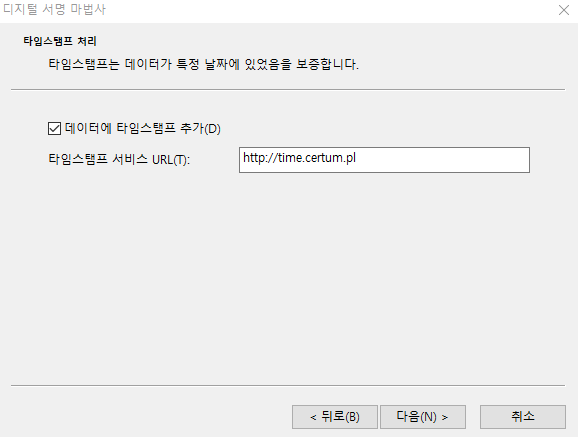 디지털 서명 마법사
타임스탬프 처리
타임스탬프는 데이터가 특정 날짜에 있었음을 보증합니다.
데이터에 타임스탬프 추가(D)
타임스탬프 서비스 URL(T): http://time.certum.pl
< 뒤로(B) 다음(N) > 취소